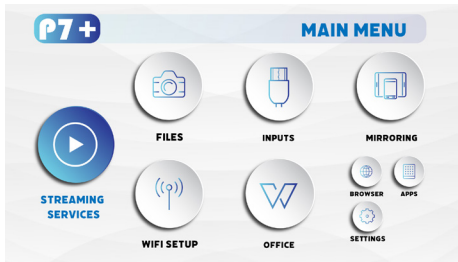 P7+
MAIN MENU
FILES
INPUTS
MIRRORING
STREAMING
SERVICES
BROWSER
APPS
WIFI SETUP
OFFICE
SETTINGS